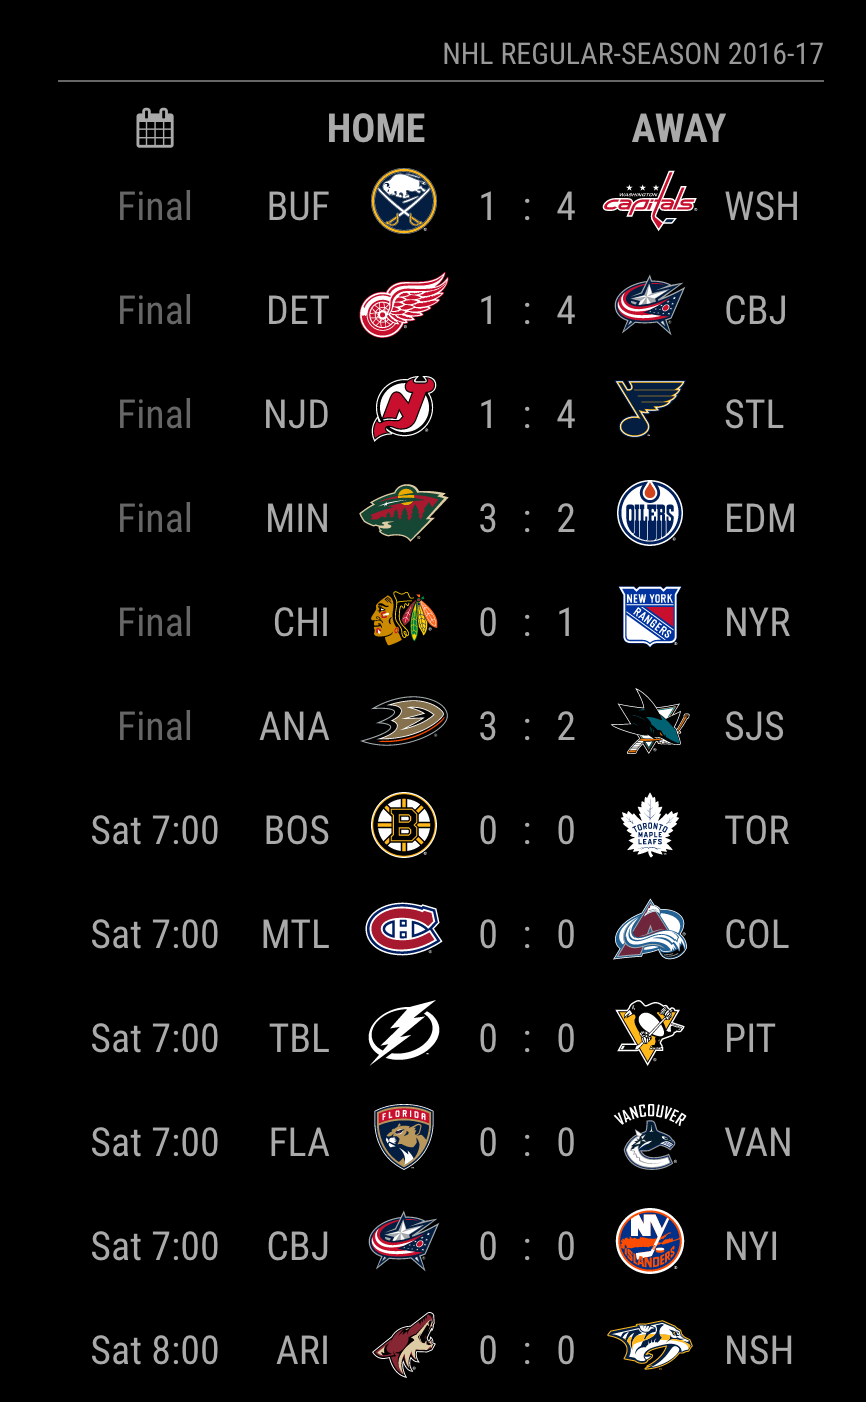 NHL REGULAR-SEASON 2016-17
HOME AWAY
Final BUF 1 : 4 WASHINGTON capitals WSH
Final DET 1 : 4 CBJ
Final NJD 1 : 4 STL
Final MIN 3 : 2 OILERS EDM
Final CHI 0 : 1 NEW YORK RANGERS NYR
Final ANA 3 : 2 SJS
Sat 7:00 BOS B 0 : 0 TORONTO MAPLE LEAFS TOR
Sat 7:00 MTL 0 : 0 COL
Sat 7:00 TBL 0 : 0 PIT
Sat 7:00 FLA FLORIDA 0 : 0 VANCOUVER VAN
Sat 7:00 CBJ 0 : 0 NY ISLANDERS NYI
Sat 8:00 ARI 0 : 0 NSH